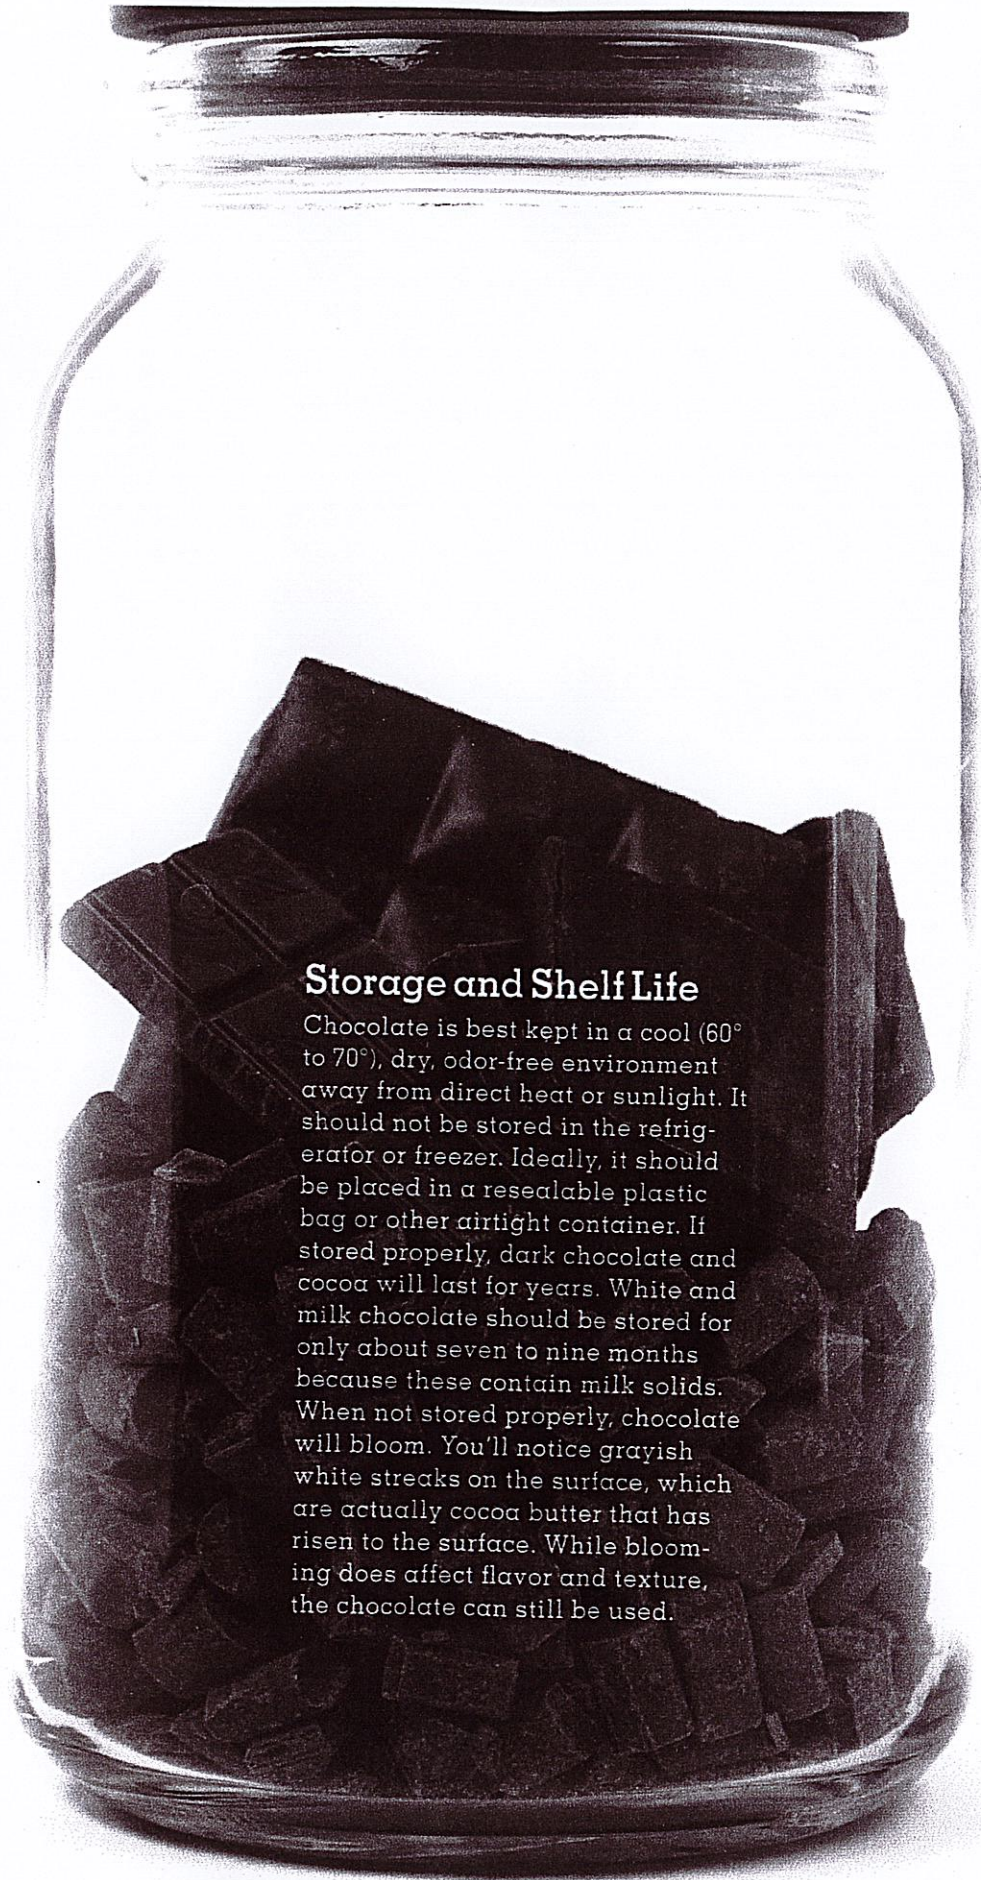 Storage and Shelf Life
Chocolate is best kept in a cool (60°
to 70°), dry, odor-free environment
away from direct heat or sunlight. It
should not be stored in the refrig-
erator or freezer. Ideally, it should
be placed in a resealable plastic
bag or other airtight container. If
stored properly, dark chocolate and
cocoa will last for years. White and
milk chocolate should be stored for
only about seven to nine months
because these contain milk solids.
When not stored properly, chocolate
will bloom. You'll notice grayish
white streaks on the surface, which
are actually cocoa butter that has
risen to the surface. While bloom-
ing does affect flavor and texture,
the chocolate can still be used.